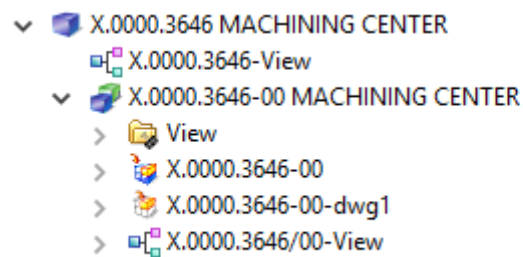 X.0000.3646 MACHINING CENTER
X.0000.3646-View
X.0000.3646-00 MACHINING CENTER
View
X.0000.3646-00
X.0000.3646-00-dwg1
X.0000.3646/00-View